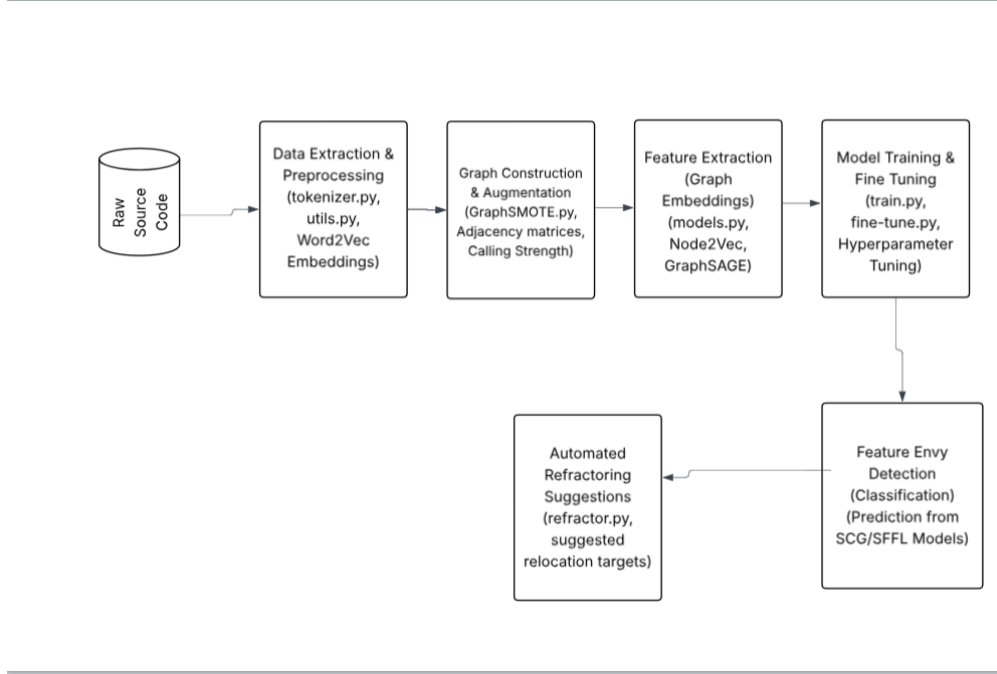 Raw
Source
Code
Data Extraction &
Preprocessing
(tokenizer.py,
utils.py,
Word2Vec
Embeddings)
Graph Construction
& Augmentation
(GraphSMOTE.py,
Adjacency matrices,
Calling Strength)
Feature Extraction
(Graph
Embeddings)
(models.py,
Node2Vec,
GraphSAGE)
Model Training &
Fine Tuning
(train.py,
fine-tune.py,
Hyperparameter
Tuning)
Feature Envy
Detection
(Classification)
(Prediction from
SCG/SFFL Models)
Automated
Refractoring
Suggestions
(refractor.py,
suggested
relocation targets)